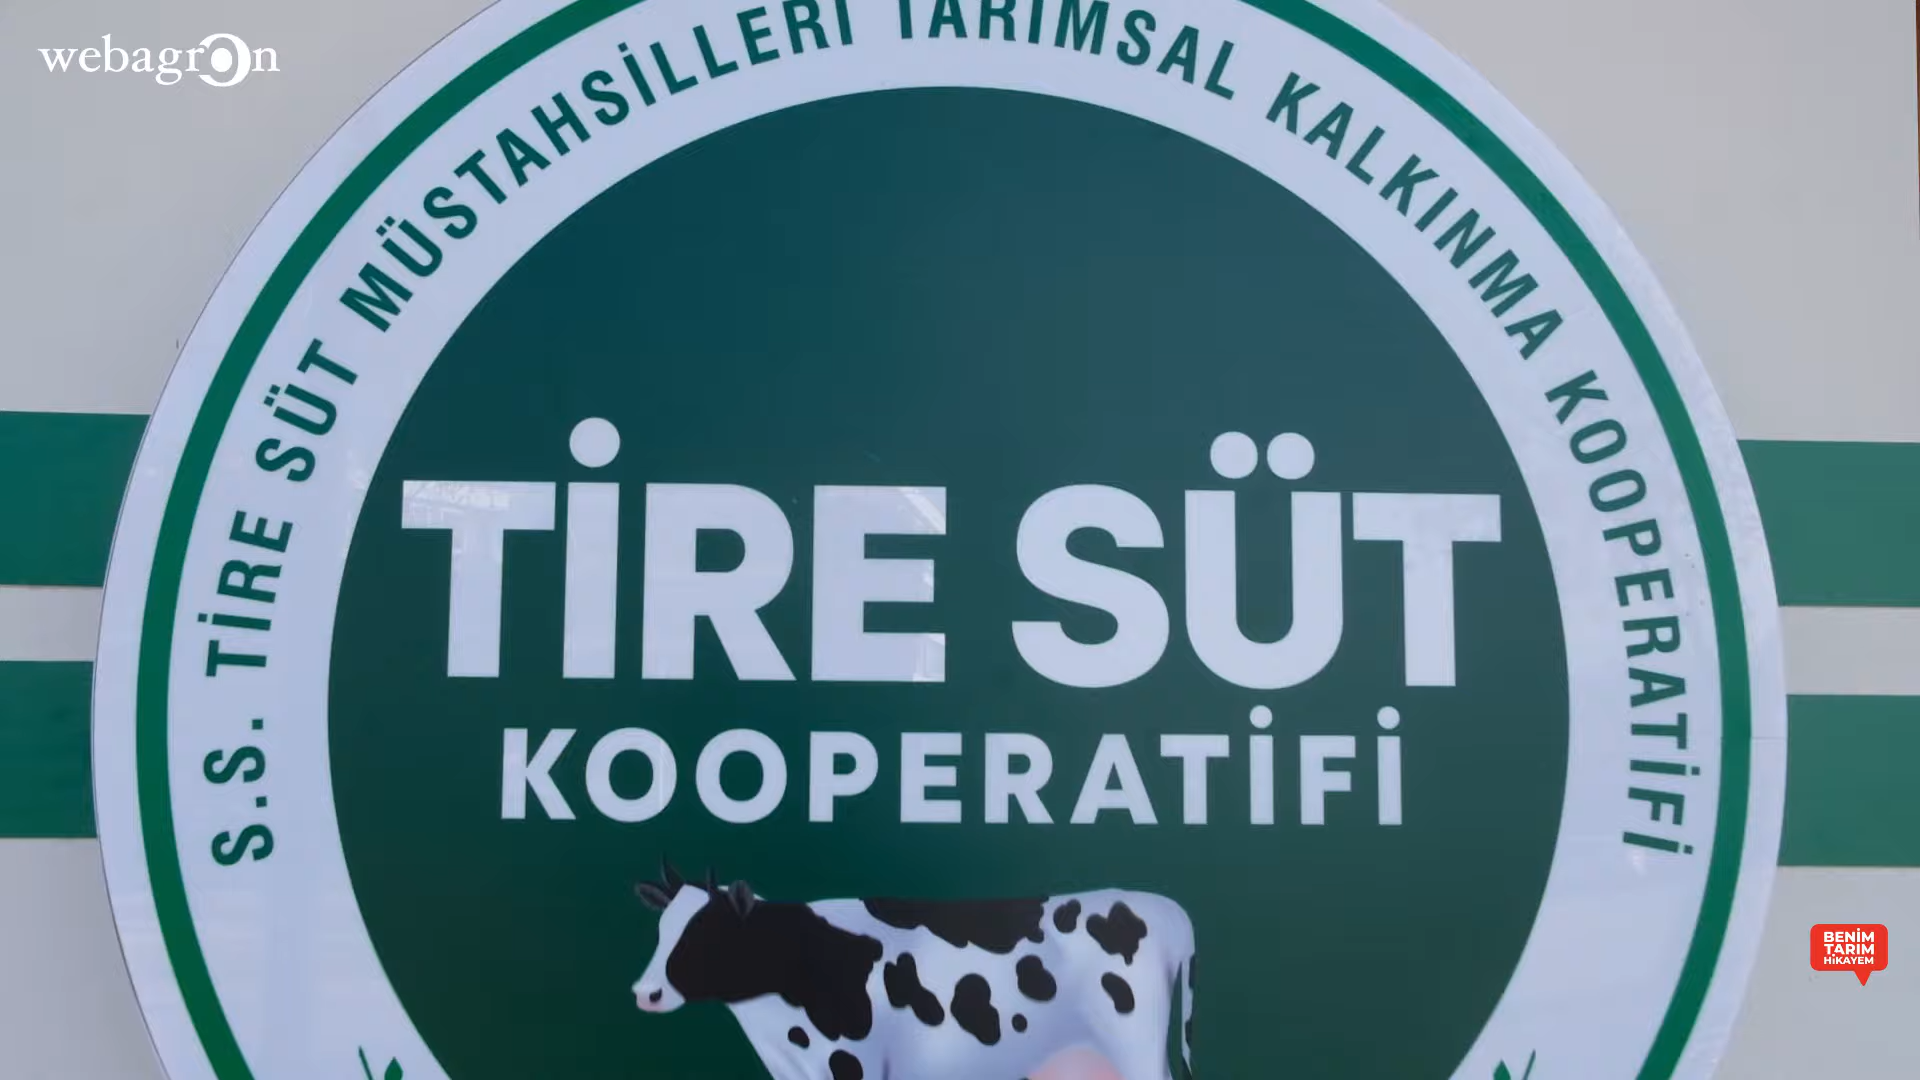 webagron
S.S. TİRE SÜT MÜSTAHSİLLERİ TARIMSAL KALKINMA KOOPERATİFİ
TİRE SÜT
KOOPERATİFİ
BENİM
TARIM
HİKAYEM